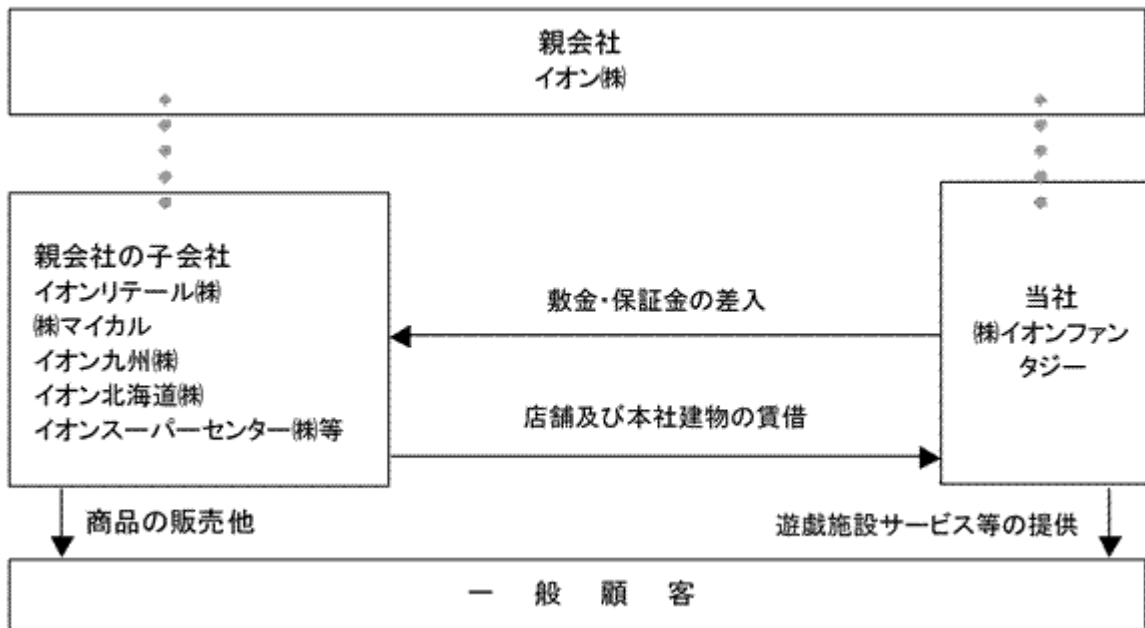 親会社
イオン㈱
親会社の子会社
イオンリテール㈱
㈱マイカル
イオン九州㈱
イオン北海道㈱
イオンスーパーセンター㈱等
敷金・保証金の差入
店舗及び本社建物の賃借
当社
㈱イオンファン
タジー
商品の販売他
遊戯施設サービス等の提供
一 般 顧 客